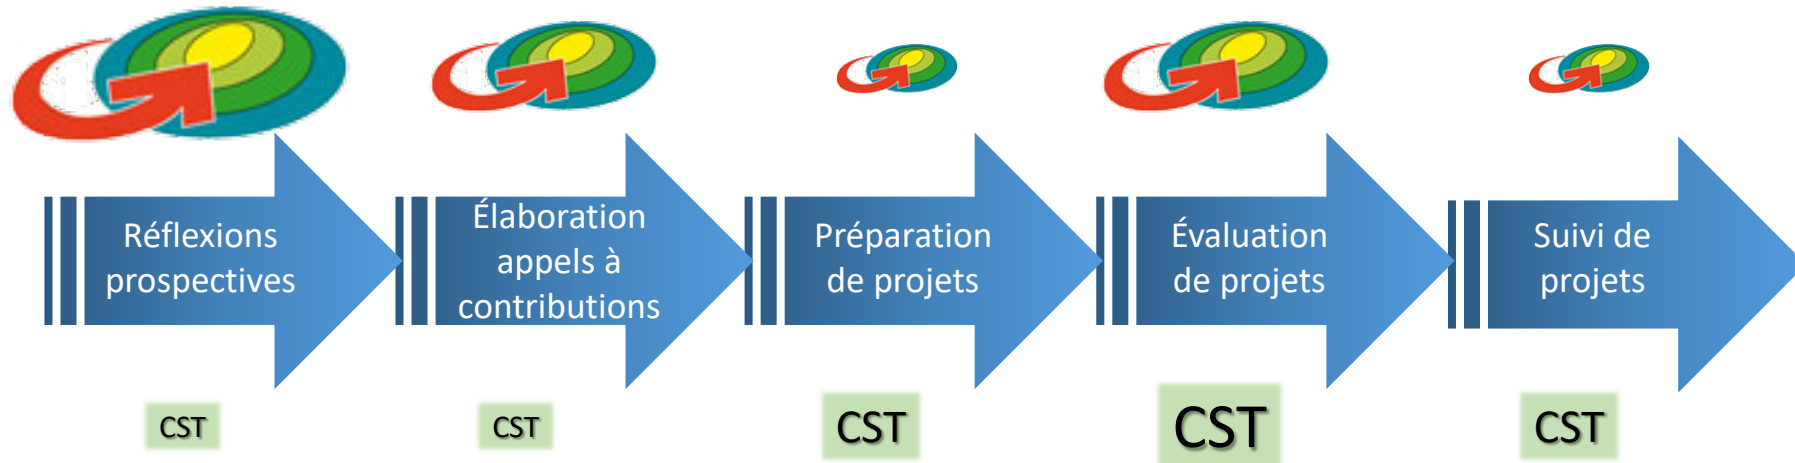 Réflexions
prospectives
Élaboration
appels à
contributions
Préparation
de projets
Évaluation
de projets
Suivi de
projets
CST
CST
CST
CST
CST